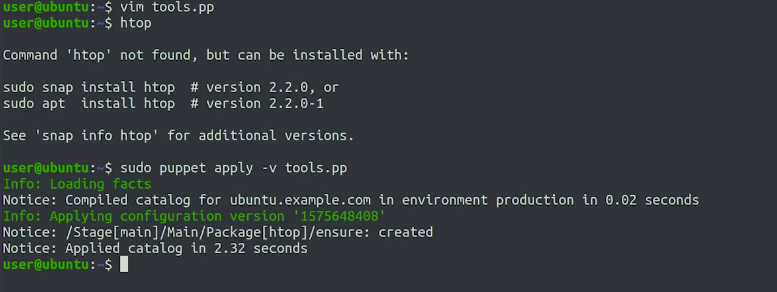 user@ubuntu:~$ vim tools.pp
user@ubuntu:~$ htop
Command 'htop' not found, but can be installed with:
sudo snap install htop  # version 2.2.0, or
sudo apt  install htop  # version 2.2.0-1
See 'snap info htop' for additional versions.
user@ubuntu:~$ sudo puppet apply -v tools.pp
Info: Loading facts
Notice: Compiled catalog for ubuntu.example.com in environment production in 0.02 seconds
Info: Applying configuration version '1575648408'
Notice: /Stage[main]/Main/Package[htop]/ensure: created
Notice: Applied catalog in 2.32 seconds
user@ubuntu:~$